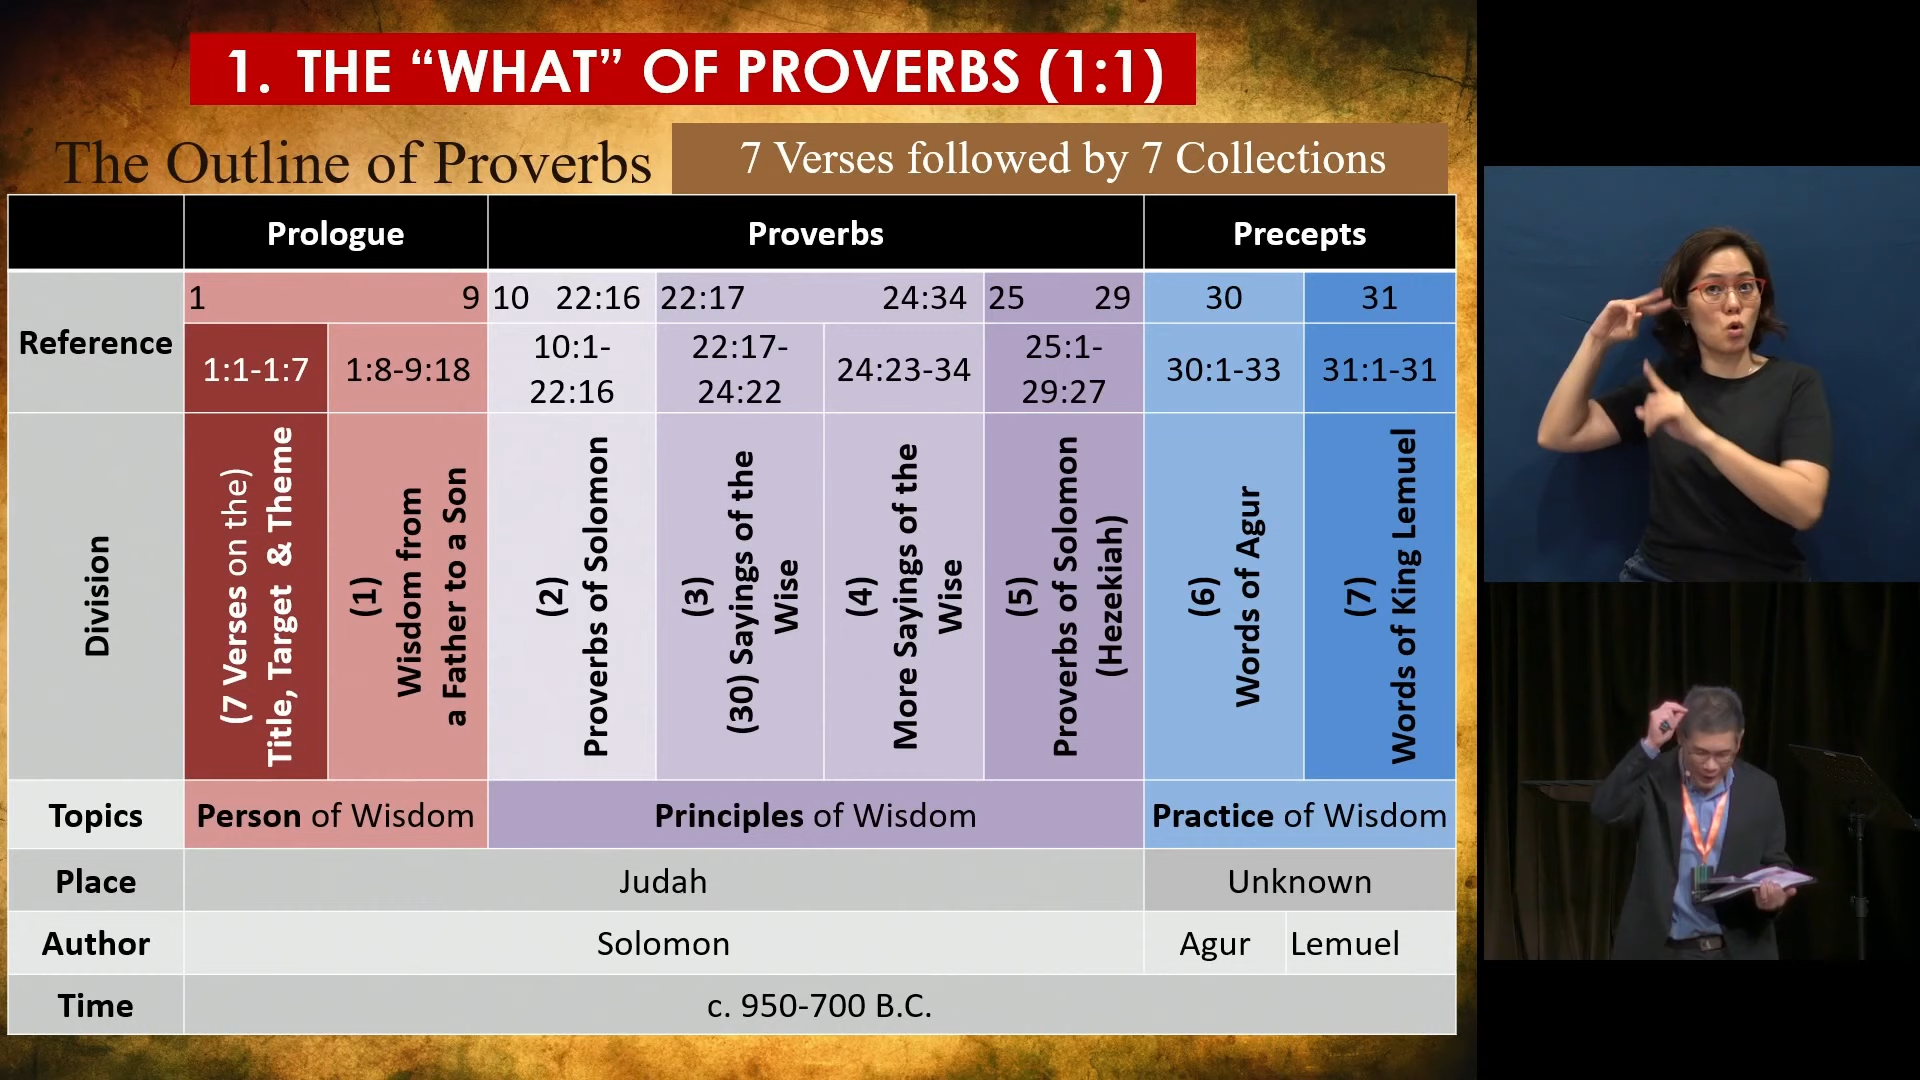 1. THE “WHAT” OF PROVERBS (1:1)
The Outline of Proverbs
7 Verses followed by 7 Collections
Prologue
Proverbs
Precepts
Reference
1
9
10
22:16
22:17
24:34
25
29
30
31
1:1-1:7
1:8-9:18
10:1-
22:16
22:17-
24:22
24:23-34
25:1-
29:27
30:1-33
31:1-31
Division
(7 Verses on the)
Title, Target & Theme
(1)
Wisdom from
a Father to a Son
(2)
Proverbs of Solomon
(3)
(30) Sayings of the
Wise
(4)
More Sayings of the
Wise
(5)
Proverbs of Solomon
(Hezekiah)
(6)
Words of Agur
(7)
Words of King Lemuel
Topics
Person of Wisdom
Principles of Wisdom
Practice of Wisdom
Place
Judah
Unknown
Author
Solomon
Agur
Lemuel
Time
c. 950-700 B.C.